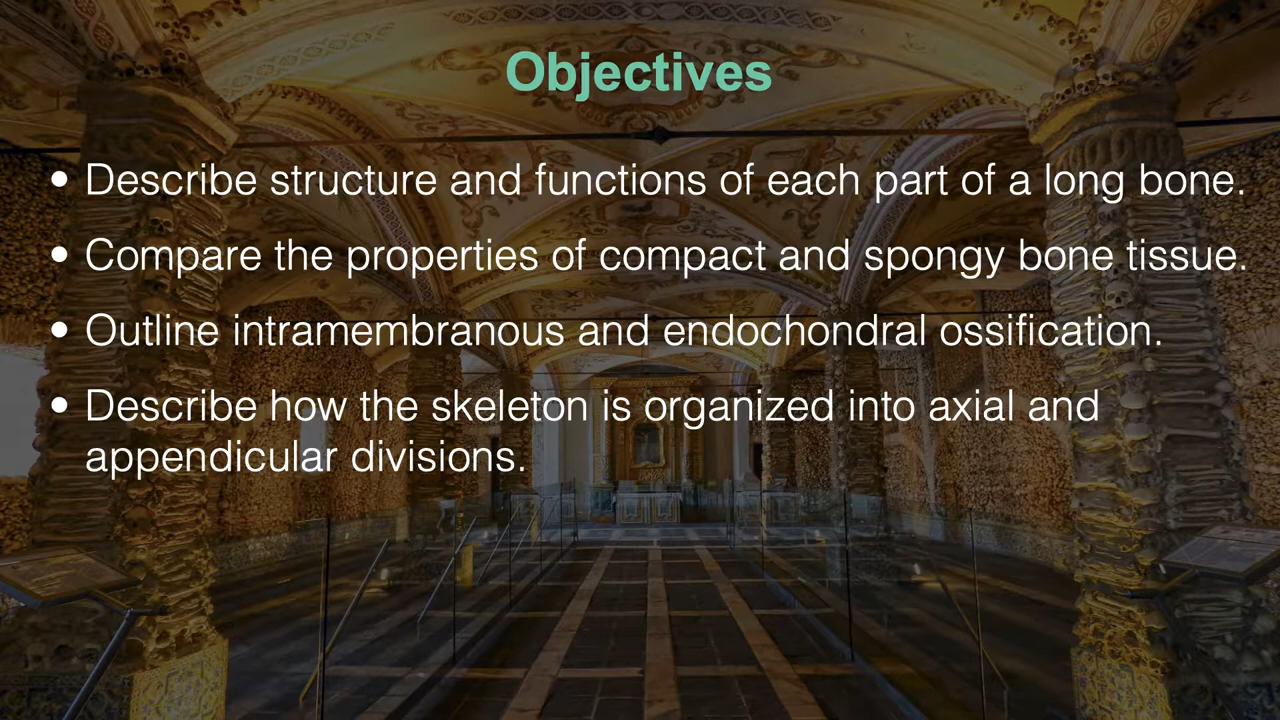 Objectives
• Describe structure and functions of each part of a long bone.
• Compare the properties of compact and spongy bone tissue.
• Outline intramembranous and endochondral ossification.
• Describe how the skeleton is organized into axial and
appendicular divisions.